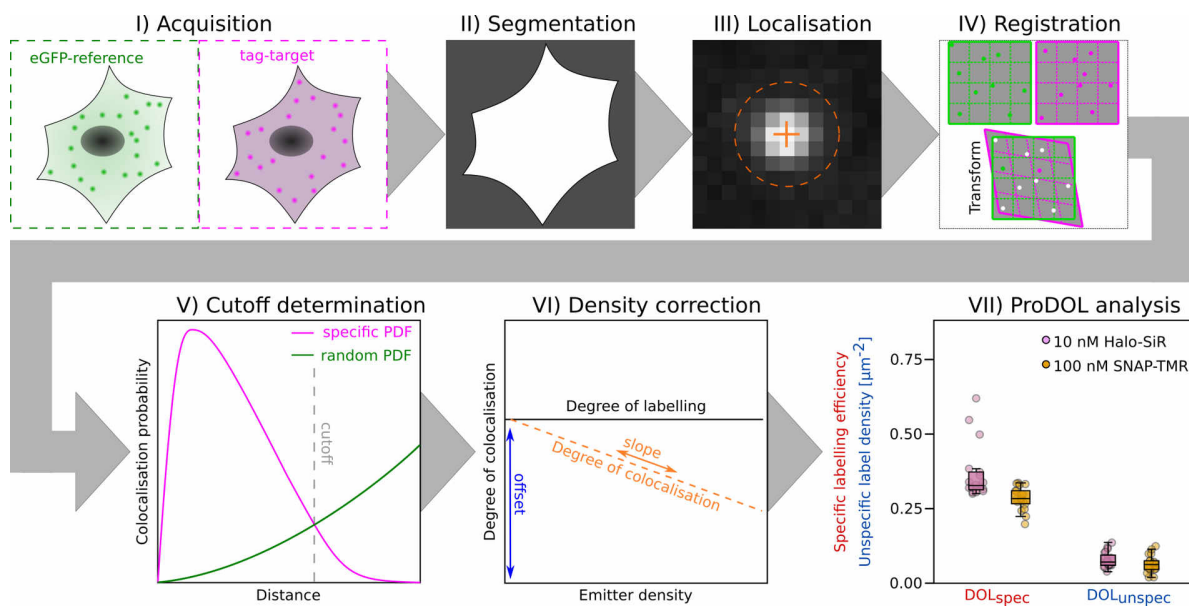 I) Acquisition
II) Segmentation
III) Localisation
IV) Registration
eGFP-reference
tag-target
Transform
V) Cutoff determination
VI) Density correction
VII) ProDOL analysis
Colocalisation probability
specific PDF
random PDF
cutoff
Distance
Degree of colocalisation
Degree of labelling
slope
Degree of colocalisation
offset
Emitter density
Specific labelling efficiency
Unspecific label density [µm⁻²]
10 nM Halo-SiR
100 nM SNAP-TMR
0.75
0.50
0.25
0.00
DOLspec
DOLunspec